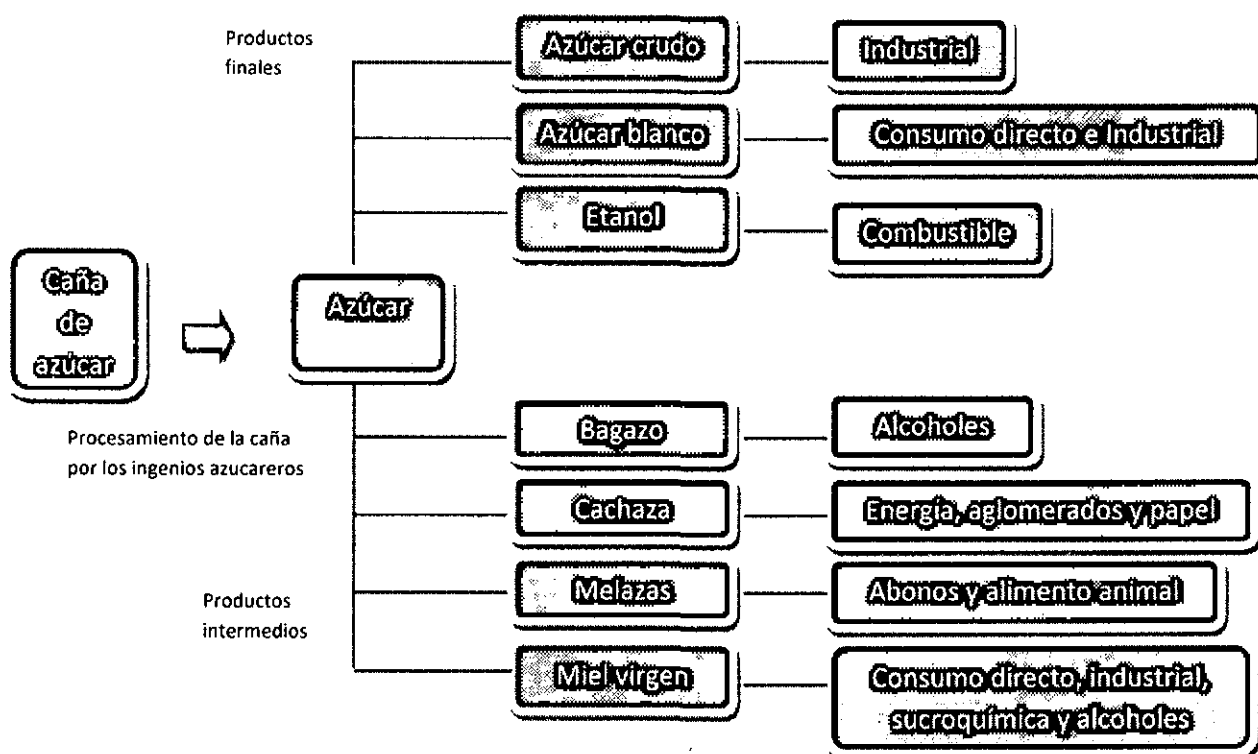 Productos
finales
Azúcar crudo
Industrial
Azúcar blanco
Consumo directo e Industrial
Etanol
Combustible
Caña
de
azúcar
Azúcar
Procesamiento de la caña
por los ingenios azucareros
Bagazo
Alcoholes
Cachaza
Energía, aglomerados y papel
Productos
intermedios
Melazas
Abonos y alimento animal
Miel virgen
Consumo directo, industrial,
sucroquímica y alcoholes